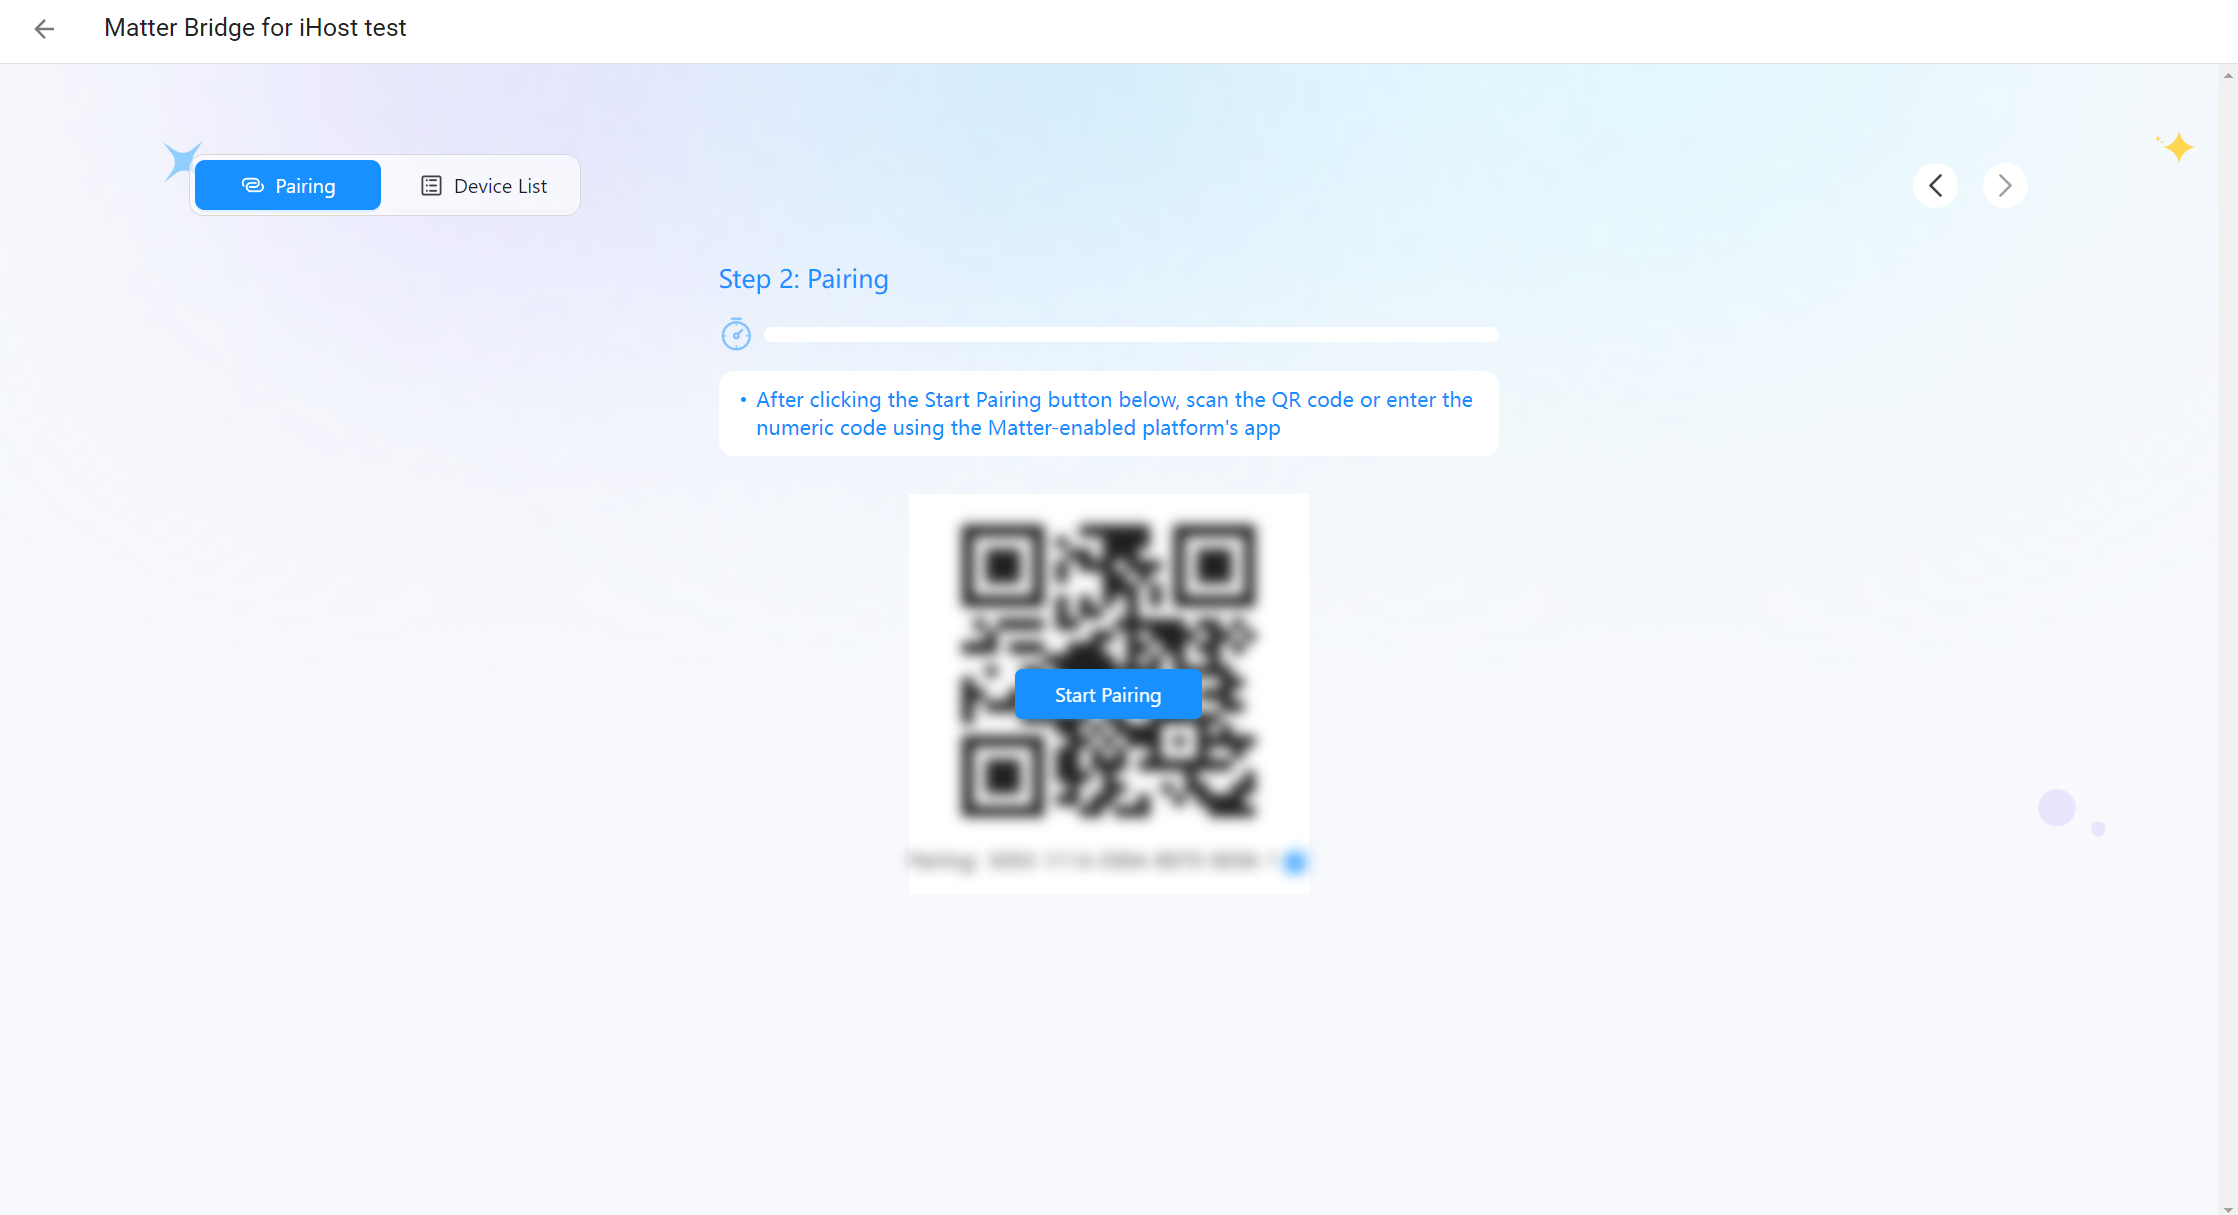 Matter Bridge for iHost test
Pairing
Device List
Step 2: Pairing
• After clicking the Start Pairing button below, scan the QR code or enter the
numeric code using the Matter-enabled platform's app
Start Pairing